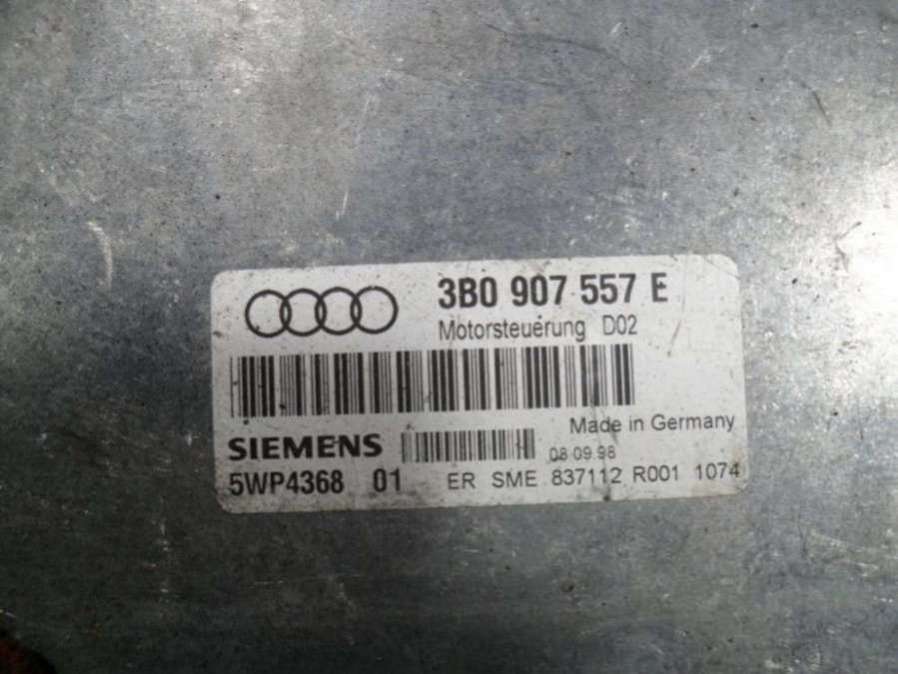 3B0 907 557 E
Motorsteuerung D02
Made in Germany
SIEMENS
08.09.98
5WP4368 01 ER SME 837112 R001 1074